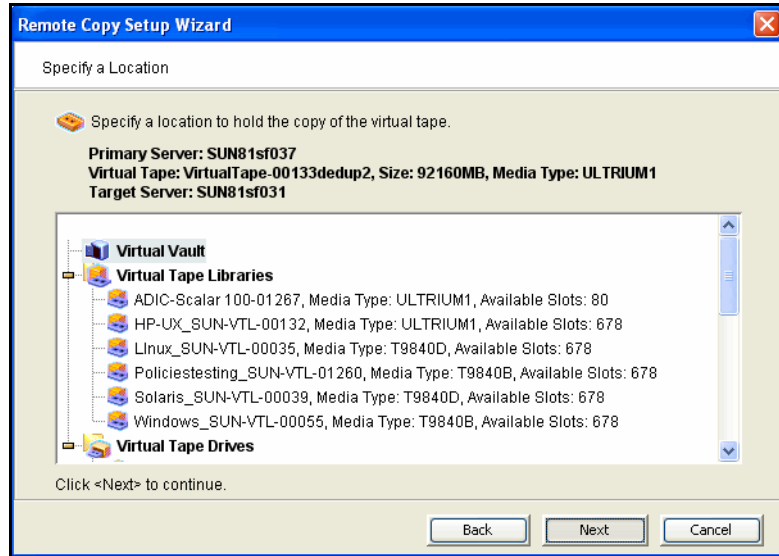 Remote Copy Setup Wizard
Specify a Location
Specify a location to hold the copy of the virtual tape.
Primary Server: SUN81sf037
Virtual Tape: VirtualTape-00133dedup2, Size: 92160MB, Media Type: ULTRIUM1
Target Server: SUN81sf031
Virtual Vault
Virtual Tape Libraries
ADIC-Scalar 100-01267, Media Type: ULTRIUM1, Available Slots: 80
HP-UX_SUN-VTL-00132, Media Type: ULTRIUM1, Available Slots: 678
LInux_SUN-VTL-00035, Media Type: T9840D, Available Slots: 678
Policiestesting_SUN-VTL-01260, Media Type: T9840B, Available Slots: 678
Solaris_SUN-VTL-00039, Media Type: T9840D, Available Slots: 678
Windows_SUN-VTL-00055, Media Type: T9840B, Available Slots: 678
Virtual Tape Drives
Click <Next> to continue.
Back Next Cancel